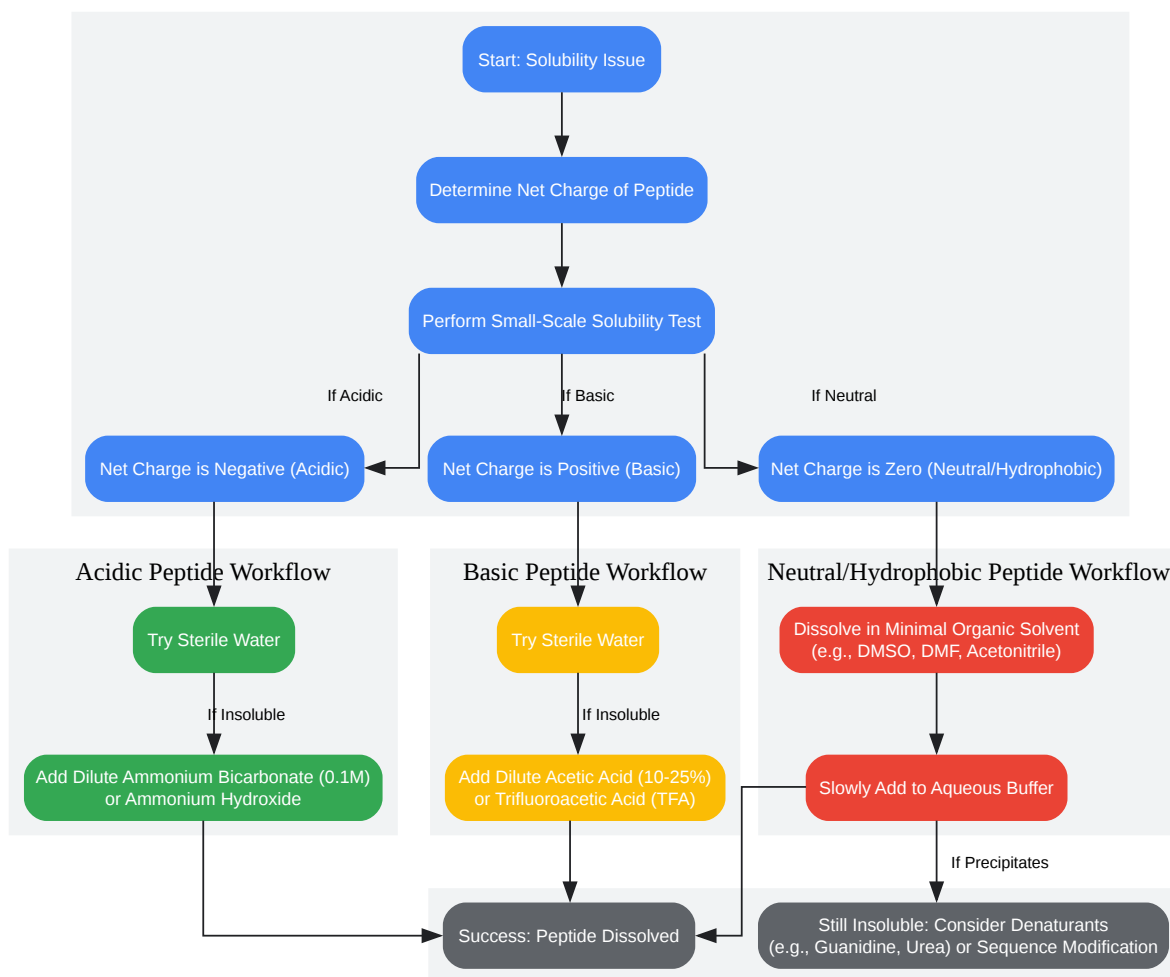 Start: Solubility Issue
Determine Net Charge of Peptide
Perform Small-Scale Solubility Test
If Acidic
If Basic
If Neutral
Net Charge is Negative (Acidic)
Net Charge is Positive (Basic)
Net Charge is Zero (Neutral/Hydrophobic)
Acidic Peptide Workflow
Basic Peptide Workflow
Neutral/Hydrophobic Peptide Workflow
Try Sterile Water
Try Sterile Water
Dissolve in Minimal Organic Solvent
(e.g., DMSO, DMF, Acetonitrile)
If Insoluble
If Insoluble
Add Dilute Ammonium Bicarbonate (0.1M)
or Ammonium Hydroxide
Add Dilute Acetic Acid (10-25%)
or Trifluoroacetic Acid (TFA)
Slowly Add to Aqueous Buffer
If Precipitates
Success: Peptide Dissolved
Still Insoluble: Consider Denaturants
(e.g., Guanidine, Urea) or Sequence Modification